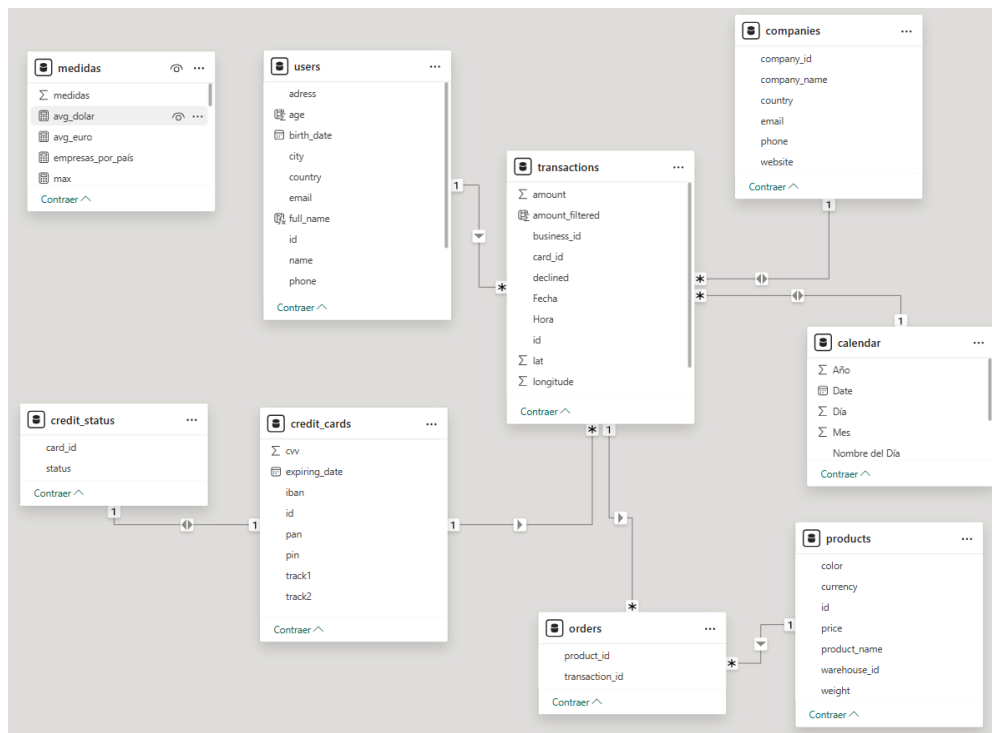 medidas
medidas
avg_dolar
avg_euro
empresas_por_país
max
Contraer
users
adress
age
birth_date
city
country
email
full_name
id
name
phone
Contraer
companies
company_id
company_name
country
email
phone
website
Contraer
transactions
amount
amount_filtered
business_id
card_id
declined
Fecha
Hora
id
lat
longitude
Contraer
calendar
Año
Date
Día
Mes
Nombre del Día
Contraer
credit_status
card_id
status
Contraer
credit_cards
cvv
expiring_date
iban
id
pan
pin
track1
track2
Contraer
orders
product_id
transaction_id
Contraer
products
color
currency
id
price
product_name
warehouse_id
weight
Contraer
1
*
1
*
*
1
1
1
1
*
1
*
1
*